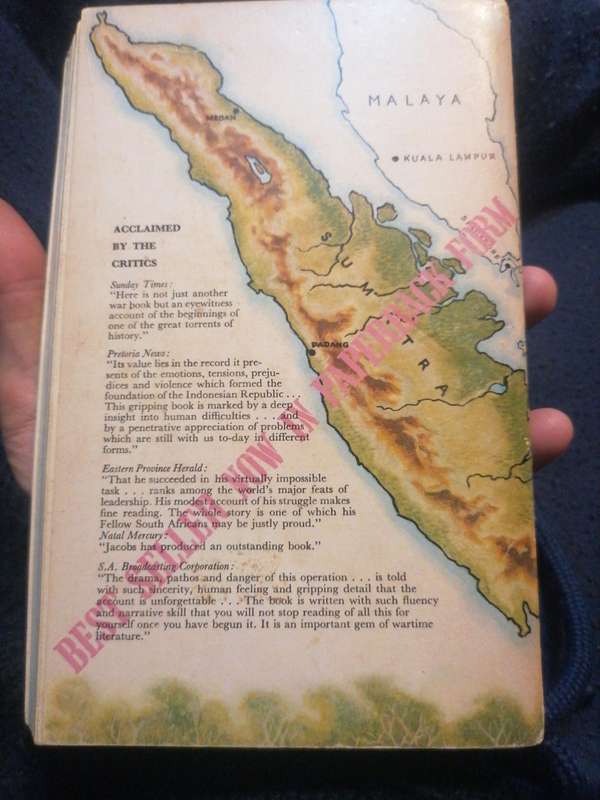 MALAYA
KUALA LAMPUR
MEDAN
SUMATRA
PADANG
ACCLAIMED
BY THE
CRITICS
Sunday Times:
"Here is not just another
war book but an eyewitness
account of the beginnings of
one of the great torrents of
history."
Pretoria News:
"Its value lies in the record it pre-
sents of the emotions, tensions, preju-
dices and violence which formed the
foundation of the Indonesian Republic . . .
This gripping book is marked by a deep
insight into human difficulties . . . and
by a penetrative appreciation of problems
which are still with us to-day in different
forms."
Eastern Province Herald:
"That he succeeded in his virtually impossible
task . . . ranks among the world's major feats of
leadership. His modest account of his struggle makes
fine reading. The whole story is one of which his
Fellow South Africans may be justly proud."
Natal Mercury:
"Jacobs has produced an outstanding book."
S.A. Broadcasting Corporation:
"The drama, pathos and danger of this operation . . . is told
with such sincerity, human feeling and gripping detail that the
account is unforgettable . . . The book is written with such fluency
and narrative skill that you will not stop reading of all this for
yourself once you have begun it. It is an important gem of wartime
literature."
BEST SELLER NOW IN PAPERBACK FORM